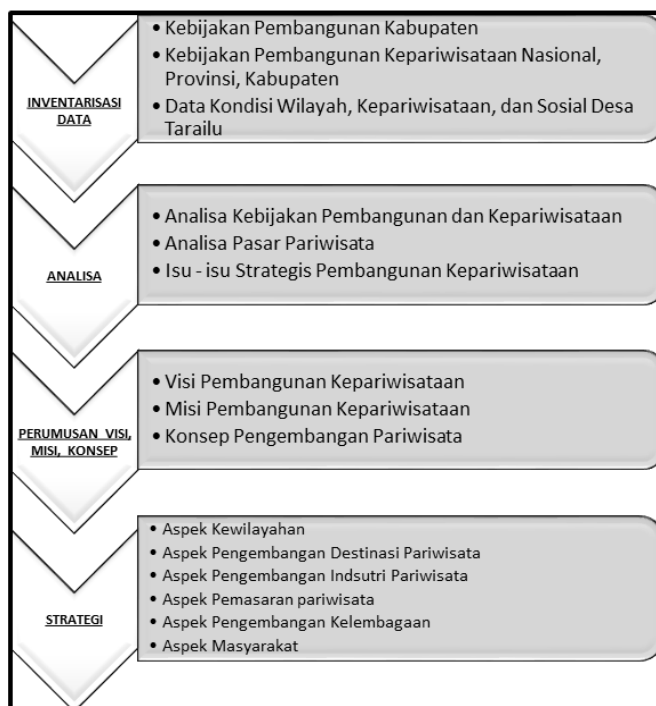 INVENTARISASI
DATA
• Kebijakan Pembangunan Kabupaten
• Kebijakan Pembangunan Kepariwisataan Nasional,
Provinsi, Kabupaten
• Data Kondisi Wilayah, Kepariwisataan, dan Sosial Desa
Tarailu
ANALISA
• Analisa Kebijakan Pembangunan dan Kepariwisataan
• Analisa Pasar Pariwisata
• Isu - isu Strategis Pembangunan Kepariwisataan
PERUMUSAN VISI,
MISI, KONSEP
• Visi Pembangunan Kepariwisataan
• Misi Pembangunan Kepariwisataan
• Konsep Pengembangan Pariwisata
STRATEGI
• Aspek Kewilayahan
• Aspek Pengembangan Destinasi Pariwisata
• Aspek Pengembangan Indsutri Pariwisata
• Aspek Pemasaran pariwisata
• Aspek Pengembangan Kelembagaan
• Aspek Masyarakat